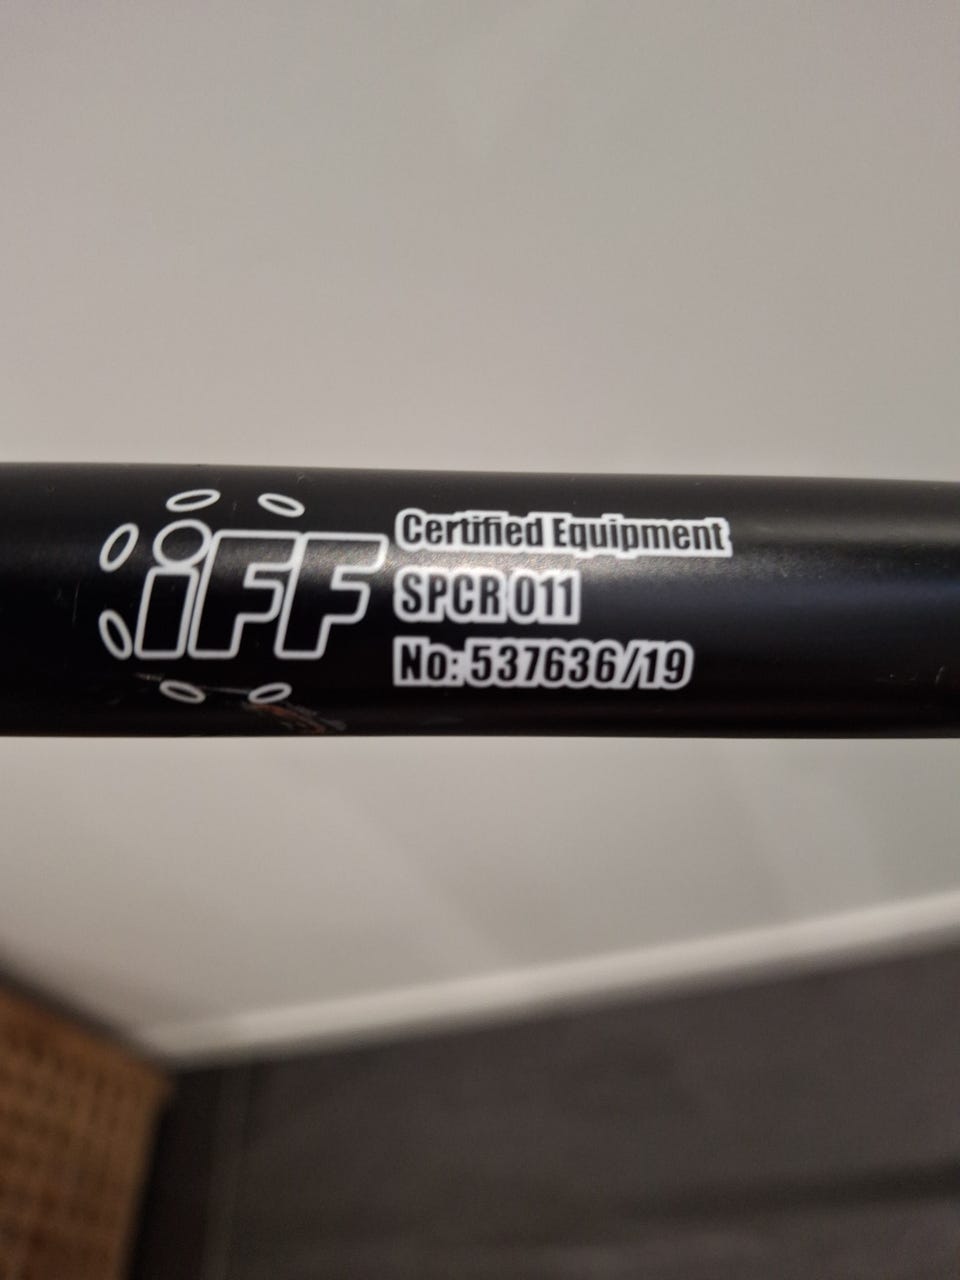 iFF
Certified Equipment
SPCR 011
No: 537636/19